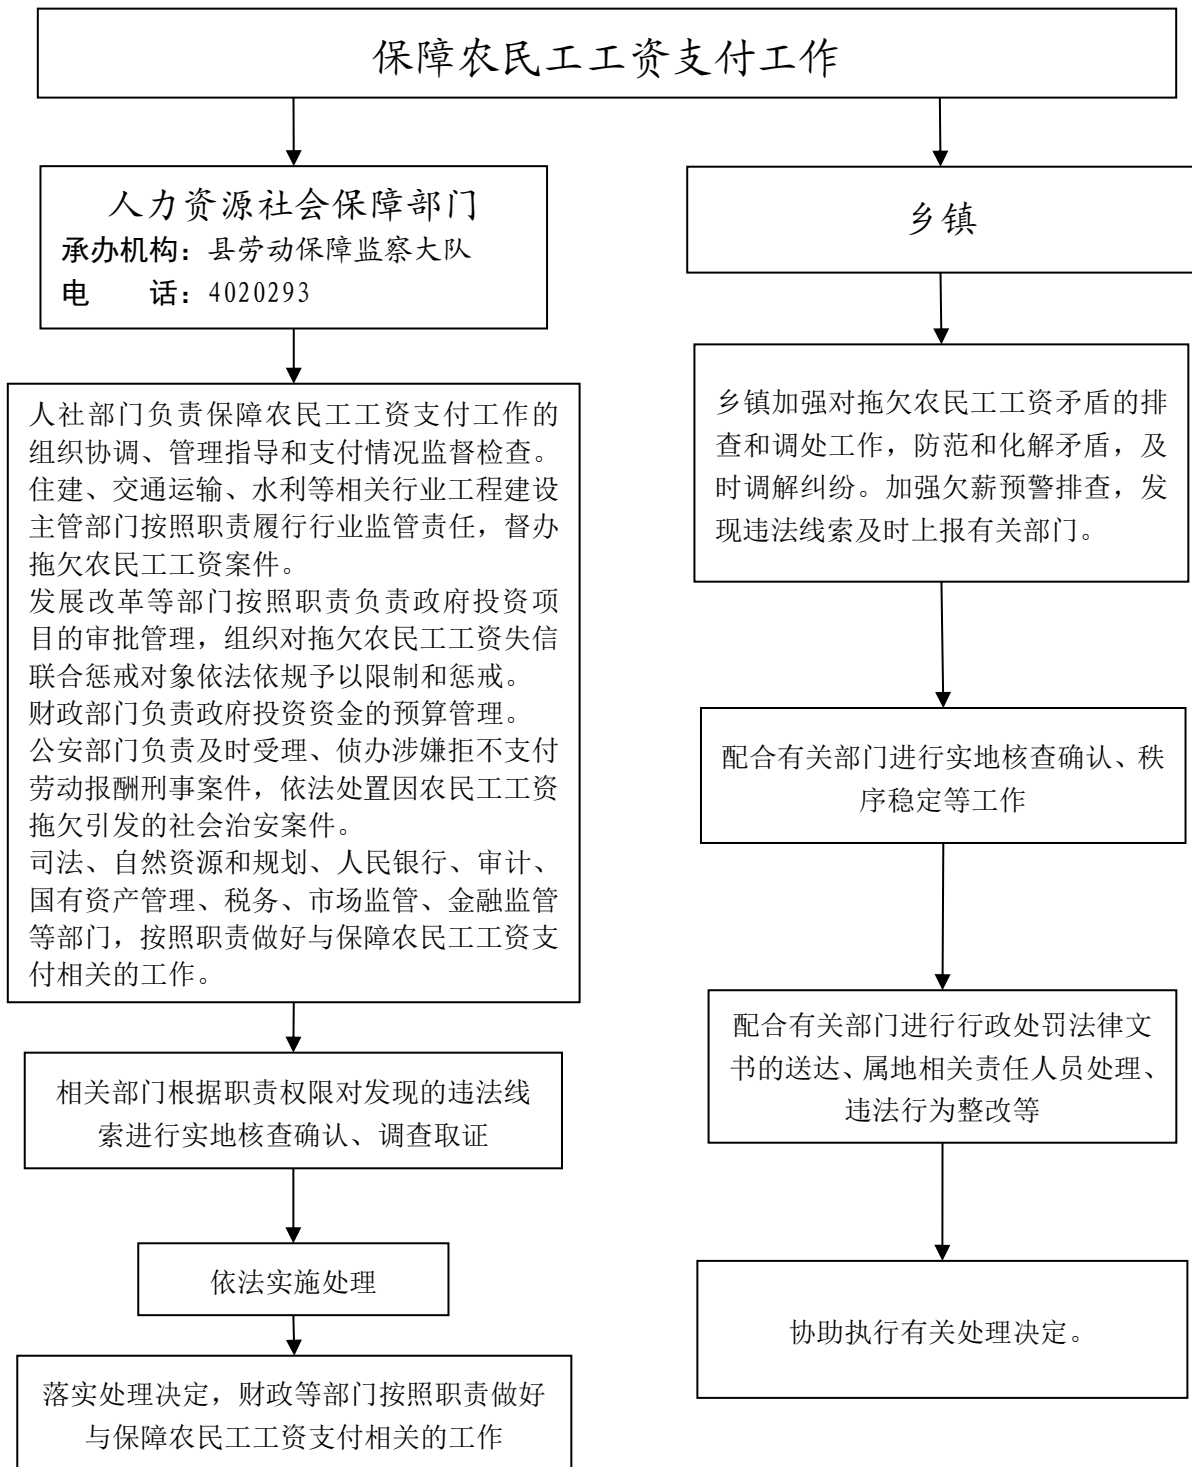 保障农民工工资支付工作
人力资源社会保障部门
承办机构：县劳动保障监察大队
电　　话：4020293
人社部门负责保障农民工工资支付工作的
组织协调、管理指导和支付情况监督检查。
住建、交通运输、水利等相关行业工程建设
主管部门按照职责履行行业监管责任，督办
拖欠农民工工资案件。
发展改革等部门按照职责负责政府投资项
目的审批管理，组织对拖欠农民工工资失信
联合惩戒对象依法依规予以限制和惩戒。
财政部门负责政府投资资金的预算管理。
公安部门负责及时受理、侦办涉嫌拒不支付
劳动报酬刑事案件，依法处置因农民工工资
拖欠引发的社会治安案件。
司法、自然资源和规划、人民银行、审计、
国有资产管理、税务、市场监管、金融监管
等部门，按照职责做好与保障农民工工资支
付相关的工作。
相关部门根据职责权限对发现的违法线
索进行实地核查确认、调查取证
依法实施处理
落实处理决定，财政等部门按照职责做好
与保障农民工工资支付相关的工作
乡镇
乡镇加强对拖欠农民工工资矛盾的排
查和调处工作，防范和化解矛盾，及
时调解纠纷。加强欠薪预警排查，发
现违法线索及时上报有关部门。
配合有关部门进行实地核查确认、秩
序稳定等工作
配合有关部门进行行政处罚法律文
书的送达、属地相关责任人员处理、
违法行为整改等
协助执行有关处理决定。